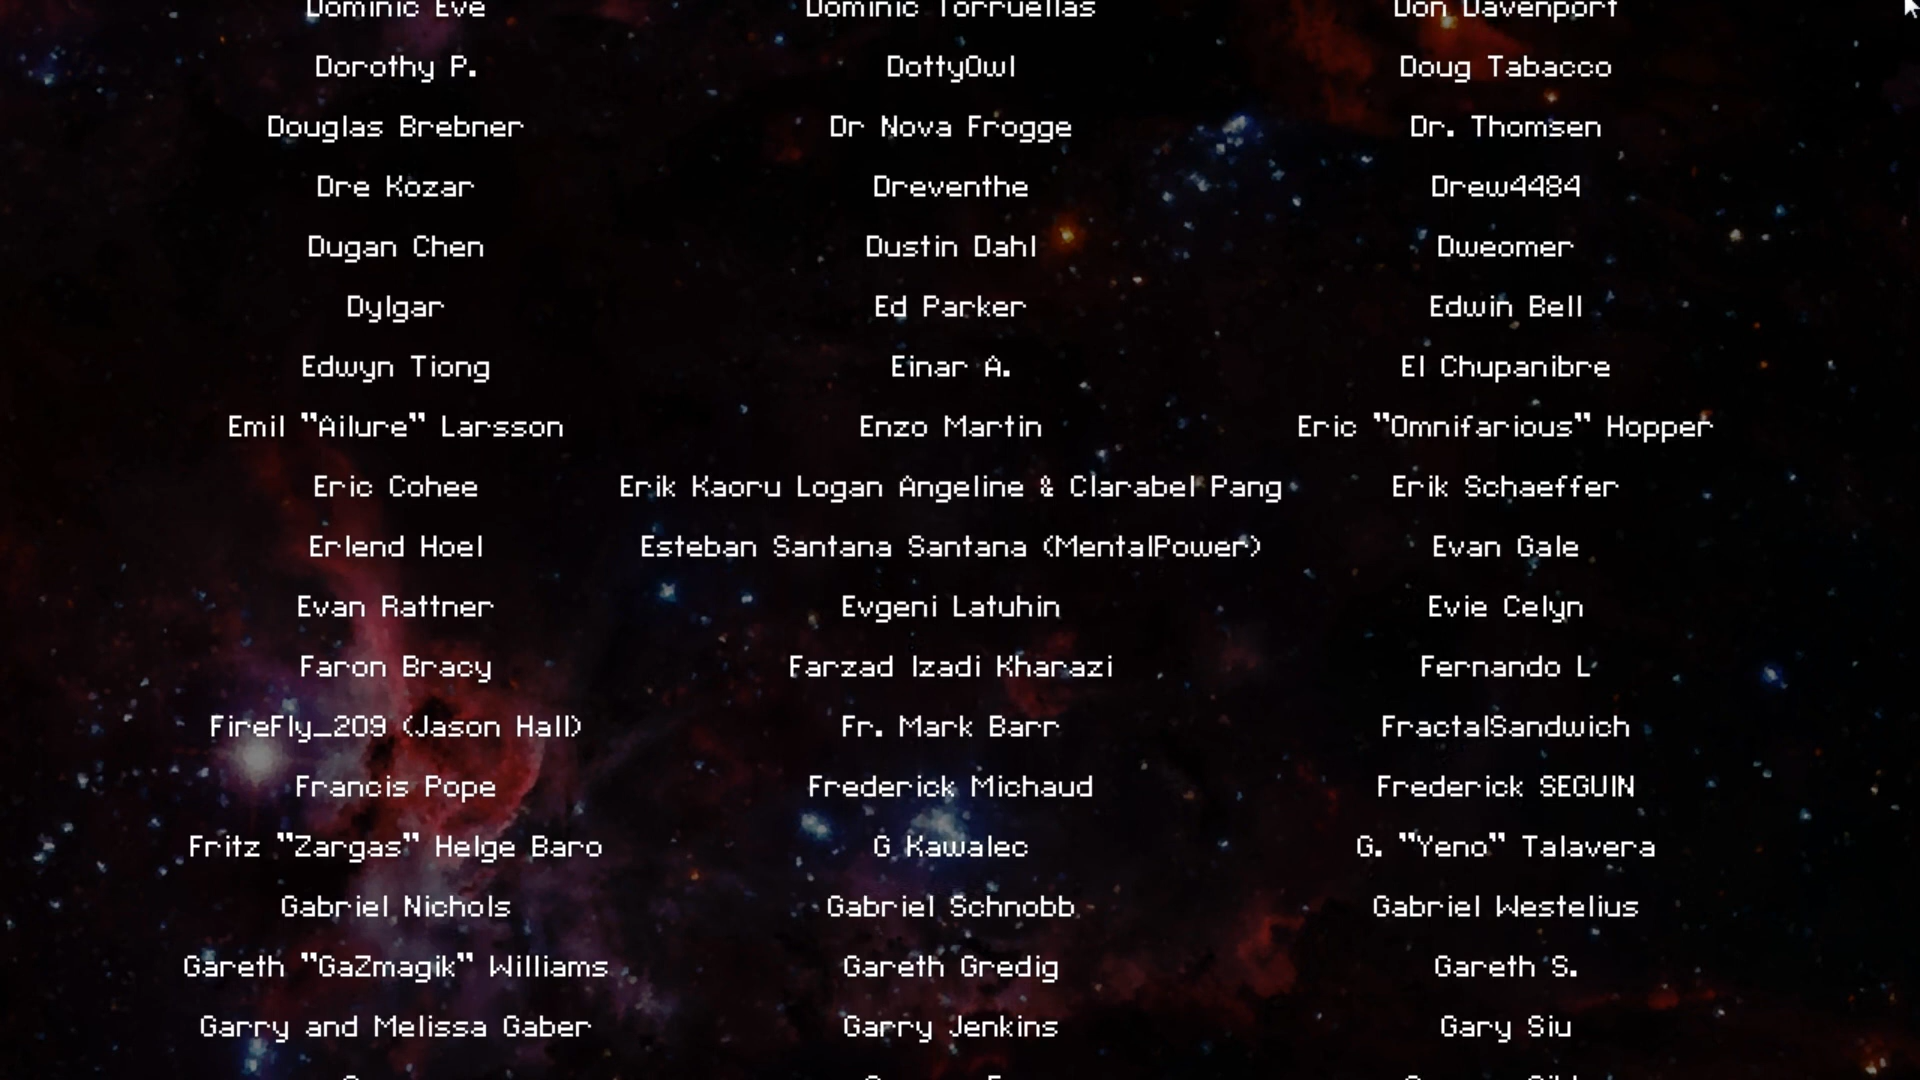 Dominic Eve Dominic Torruellas Don Davenport
Dorothy P. DottyOwl Doug Tabacco
Douglas Brebner Dr Nova Frogge Dr. Thomsen
Dre Kozar Dreventhe Drew4484
Dugan Chen Dustin Dahl Dweomer
Dylgar Ed Parker Edwin Bell
Edwyn Tiong Einar A. El Chupanibre
Emil "Ailure" Larsson Enzo Martin Eric "Omnifarious" Hopper
Eric Cohee Erik Kaoru Logan Angeline & Clarabel Pang Erik Schaeffer
Erlend Hoel Esteban Santana Santana (MentalPower) Evan Gale
Evan Rattner Evgeni Latuhin Evie Celyn
Faron Bracy Farzad Izadi Kharazi Fernando L
FireFly_209 (Jason Hall) Fr. Mark Barr FractalSandwich
Francis Pope Frederick Michaud Frederick SEGUIN
Fritz "Zargas" Helge Baro G Kawalec G. "Yeno" Talavera
Gabriel Nichols Gabriel Schnobb Gabriel Westelius
Gareth "GaZmagik" Williams Gareth Gredig Gareth S.
Garry and Melissa Gaber Garry Jenkins Gary Siu